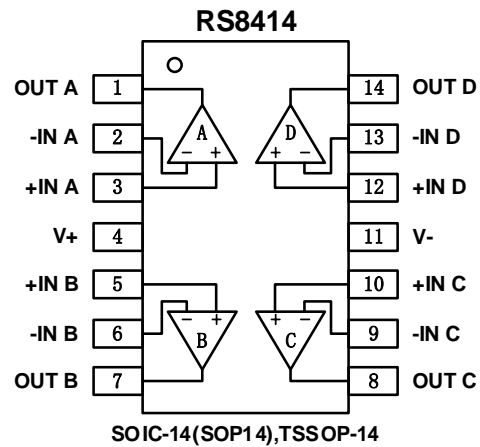 RS8414
OUT A 1 14 OUT D
-IN A 2 A D 13 -IN D
- + + -
+IN A 3 12 +IN D
V+ 4 11 V-
+IN B 5 10 +IN C
- + + -
-IN B 6 B C 9 -IN C
OUT B 7 8 OUT C
SOIC-14(SOP14),TSSOP-14